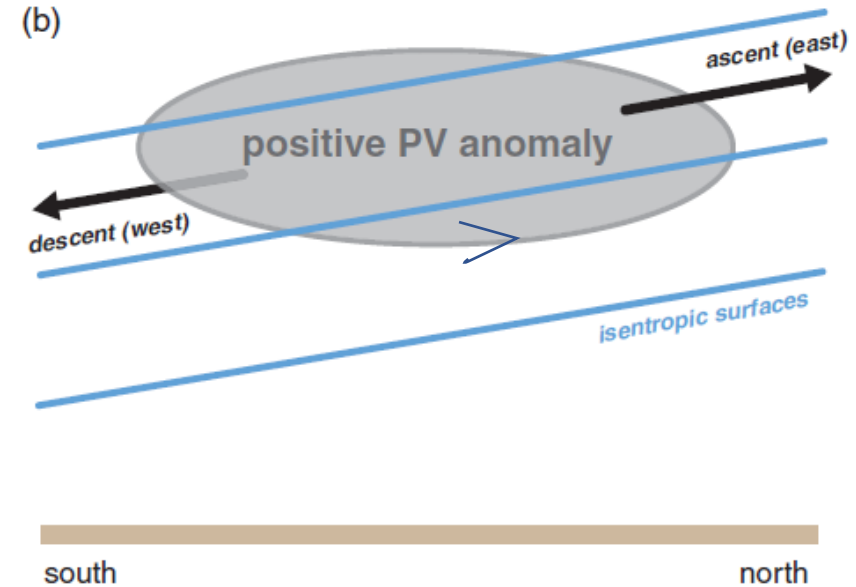 (b)
ascent (east)
positive PV anomaly
descent (west)
isentropic surfaces
south
north